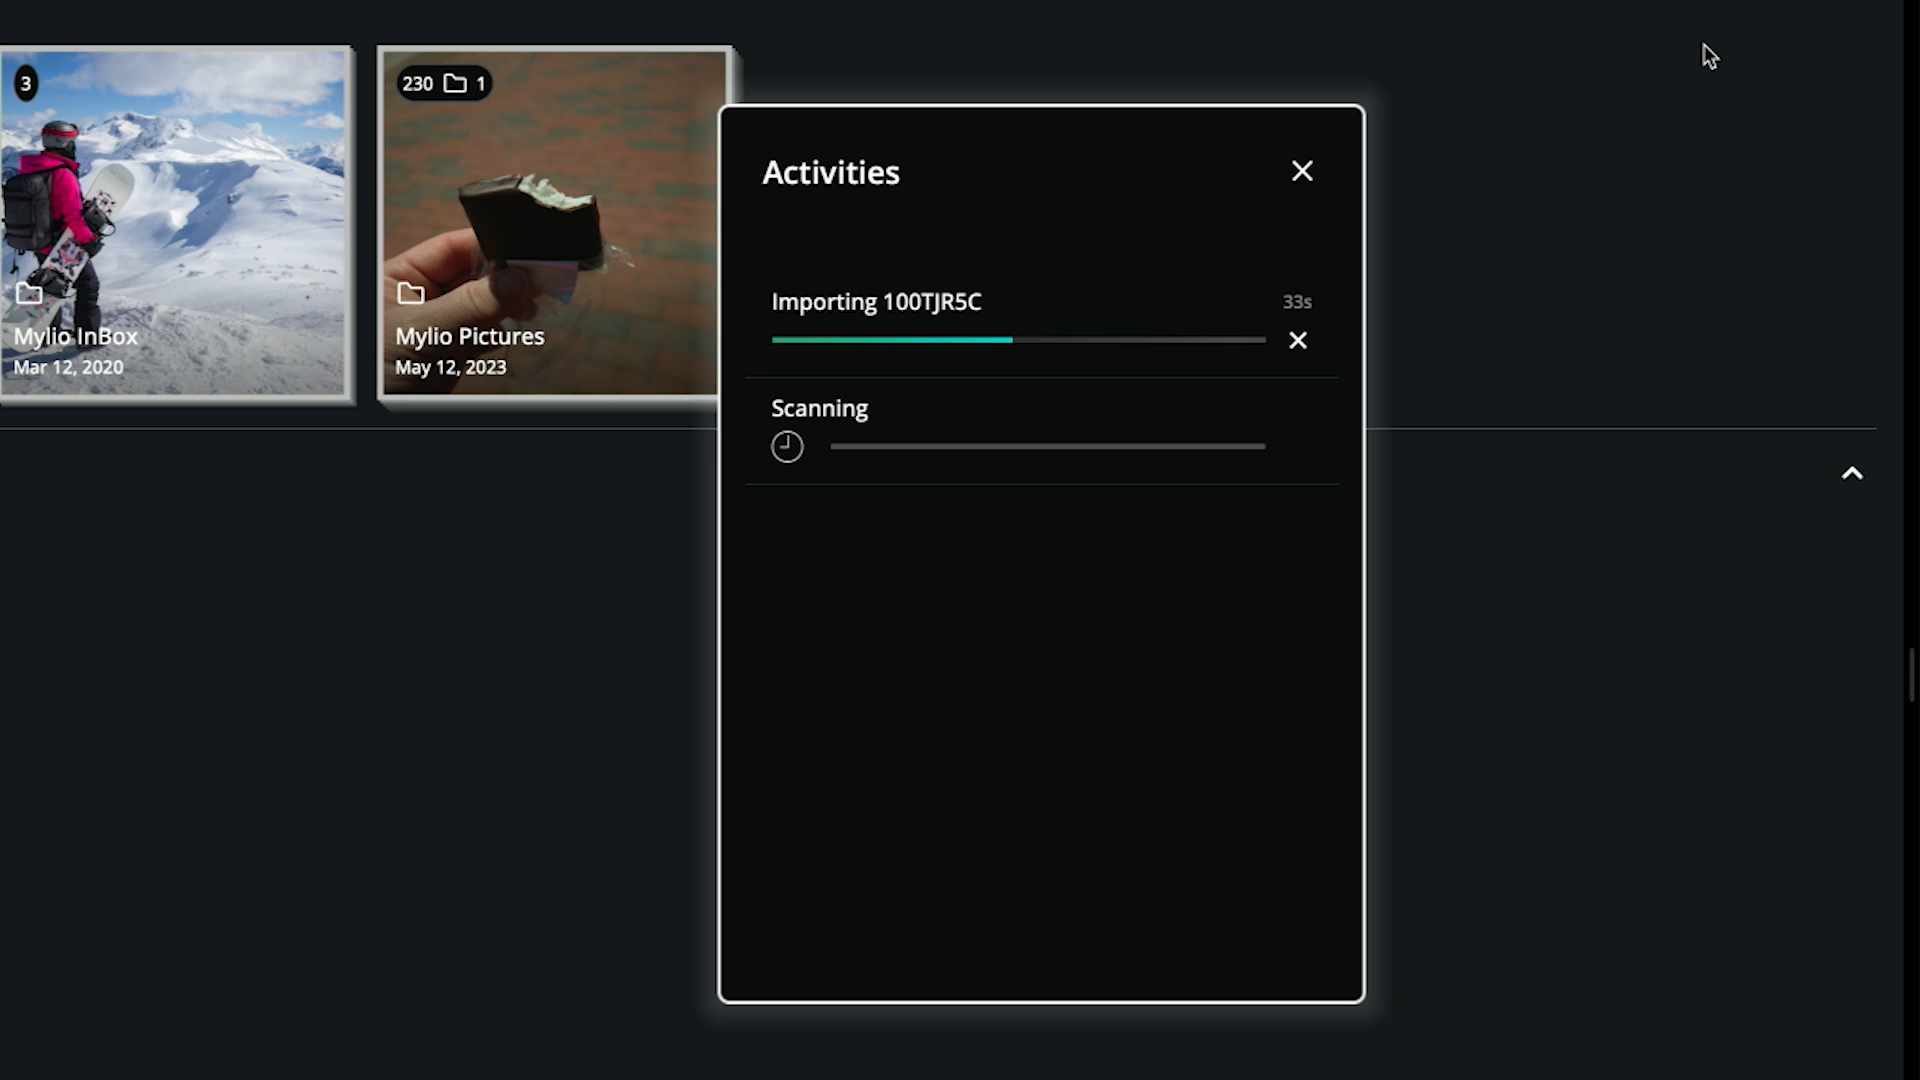 3
Mylio InBox
Mar 12, 2020
230 1
Mylio Pictures
May 12, 2023
Activities
Importing 100TJR5C 33s
Scanning